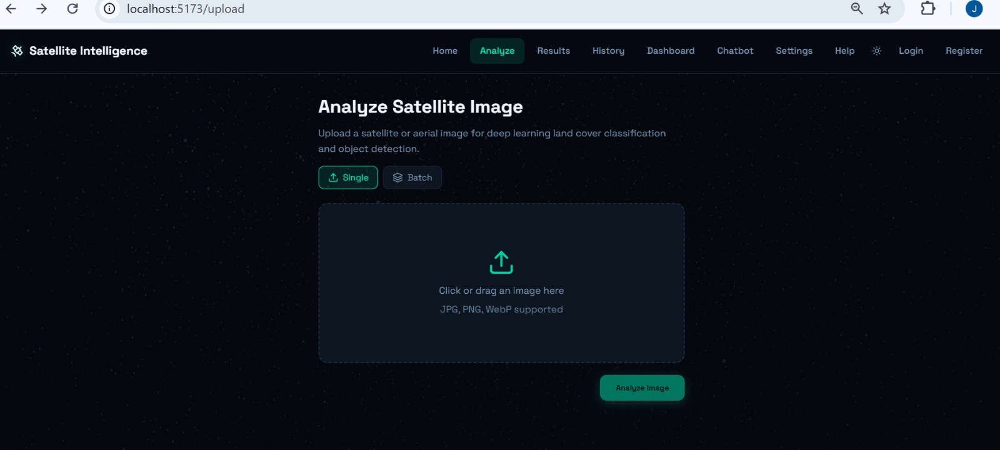 localhost:5173/upload
J
Satellite Intelligence
Home Analyze Results History Dashboard Chatbot Settings Help Login Register
Analyze Satellite Image
Upload a satellite or aerial image for deep learning land cover classification
and object detection.
Single Batch
Click or drag an image here
JPG, PNG, WebP supported
Analyze Image